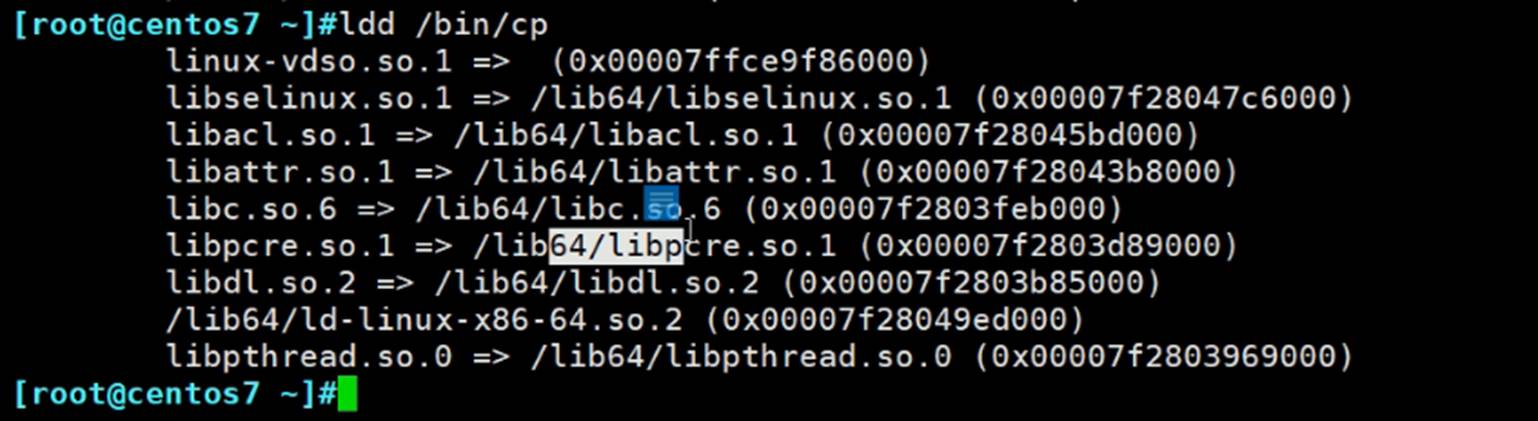 [root@centos7 ~]#ldd /bin/cp
linux-vdso.so.1 =>  (0x00007ffce9f86000)
libselinux.so.1 => /lib64/libselinux.so.1 (0x00007f28047c6000)
libacl.so.1 => /lib64/libacl.so.1 (0x00007f28045bd000)
libattr.so.1 => /lib64/libattr.so.1 (0x00007f28043b8000)
libc.so.6 => /lib64/libc.so.6 (0x00007f2803feb000)
libpcre.so.1 => /lib64/libpcre.so.1 (0x00007f2803d89000)
libdl.so.2 => /lib64/libdl.so.2 (0x00007f2803b85000)
/lib64/ld-linux-x86-64.so.2 (0x00007f28049ed000)
libpthread.so.0 => /lib64/libpthread.so.0 (0x00007f2803969000)
[root@centos7 ~]#